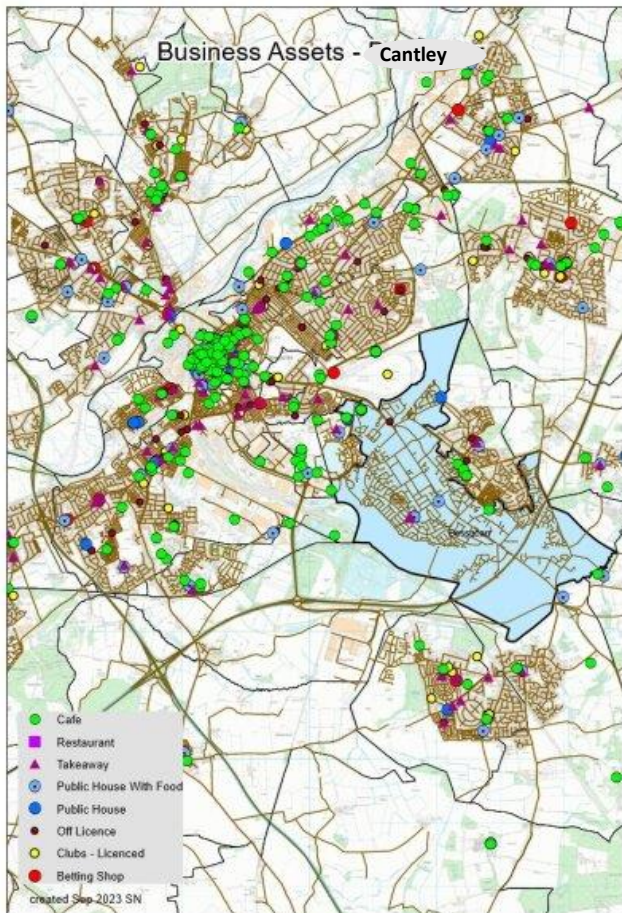 Business Assets - Cantley
Cafe
Restaurant
Takeaway
Public House With Food
Public House
Off Licence
Clubs - Licenced
Betting Shop
created Sep 2023 SN